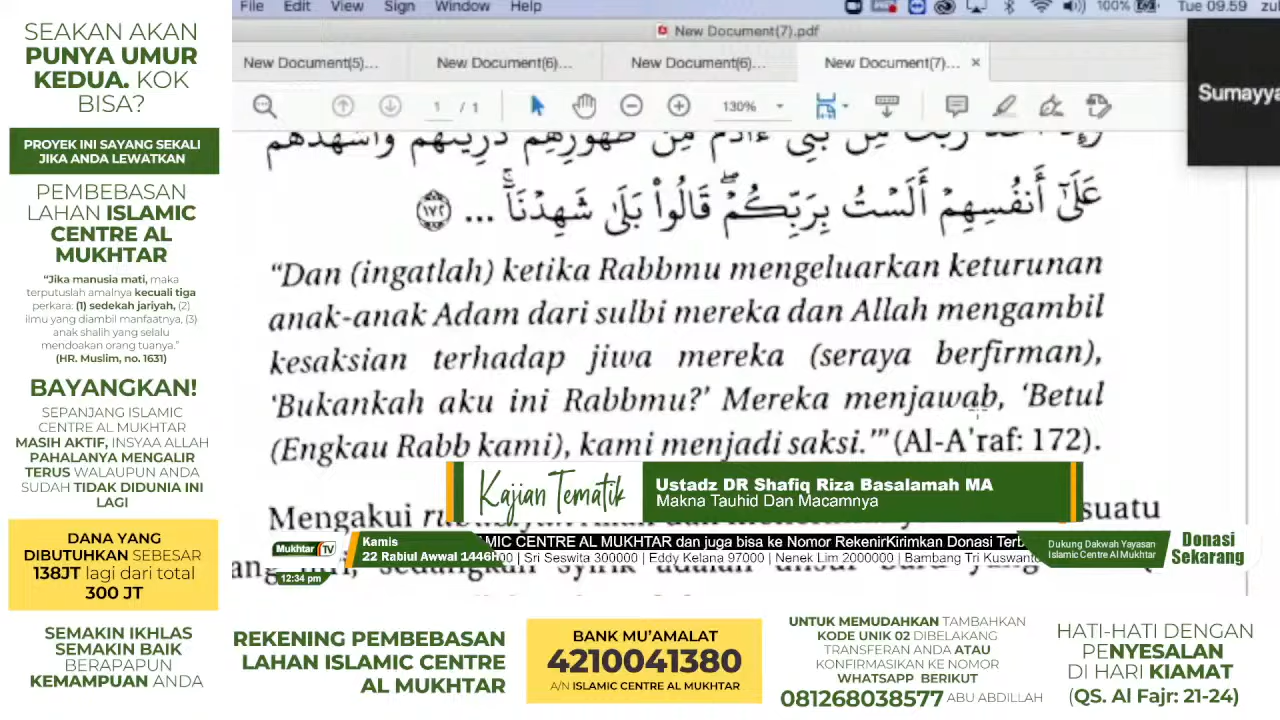 SEAKAN AKAN
PUNYA UMUR
KEDUA. KOK
BISA?
PROYEK INI SAYANG SEKALI
JIKA ANDA LEWATKAN
PEMBEBASAN
LAHAN ISLAMIC
CENTRE AL
MUKHTAR
“Jika manusia mati, maka
terputuslah amalnya kecuali tiga
perkara: (1) sedekah jariyah, (2)
ilmu yang diambil manfaatnya, (3)
anak shalih yang selalu
mendoakan orang tuanya.”
(HR. Muslim, no. 1631)
BAYANGKAN!
SEPANJANG ISLAMIC
CENTRE AL MUKHTAR
MASIH AKTIF, INSYAA ALLAH
PAHALANYA MENGALIR
TERUS WALAUPUN ANDA
SUDAH TIDAK DIDUNIA INI
LAGI
DANA YANG
DIBUTUHKAN SEBESAR
138JT lagi dari total
300 JT
SEMAKIN IKHLAS
SEMAKIN BAIK
BERAPAPUN
KEMAMPUAN ANDA
File Edit View Sign Window Help
100% Tue 09.59 zul
New Document(7).pdf
New Document(5)... New Document(6)... New Document(6)... New Document(7)... ×
1 / 1 130%
Sumayya
رَبُّكَ مِنۢ بَنِيٓ ءَادَمَ مِن ظُهُورِهِمْ ذُرِّيَّتَهُمْ وَأَشْهَدَهُمْ
عَلَىٰٓ أَنفُسِهِمْ أَلَسْتُ بِرَبِّكُمْ ۖ قَالُوا۟ بَلَىٰ شَهِدْنَآ ۛ ... ١٧٢
“Dan (ingatlah) ketika Rabbmu mengeluarkan keturunan
anak-anak Adam dari sulbi mereka dan Allah mengambil
kesaksian terhadap jiwa mereka (seraya berfirman),
‘Bukankah aku ini Rabbmu?’ Mereka menjawab, ‘Betul
(Engkau Rabb kami), kami menjadi saksi.’” (Al-A'raf: 172).
Mengakui suatu
Kajian Tematik
Ustadz DR Shafiq Riza Basalamah MA
Makna Tauhid Dan Macamnya
Mukhtar TV
12:34 pm
Kamis
22 Rabiul Awwal 1446H
MIC CENTRE AL MUKHTAR dan juga bisa ke Nomor RekenirKirimkan Donasi Terb
00 | Sri Seswita 300000 | Eddy Kelana 97000 | Nenek Lim 2000000 | Bambang Tri Kuswanto
Dukung Dakwah Yayasan
Islamic Centre Al Mukhtar
Donasi
Sekarang
REKENING PEMBEBASAN
LAHAN ISLAMIC CENTRE
AL MUKHTAR
BANK MU’AMALAT
4210041380
A/N ISLAMIC CENTRE AL MUKHTAR
UNTUK MEMUDAHKAN TAMBAHKAN
KODE UNIK 02 DIBELAKANG
TRANSFERAN ANDA ATAU
KONFIRMASIKAN KE NOMOR
WHATSAPP BERIKUT
081268038577 ABU ABDILLAH
HATI-HATI DENGAN
PENYESALAN
DI HARI KIAMAT
(QS. Al Fajr: 21-24)